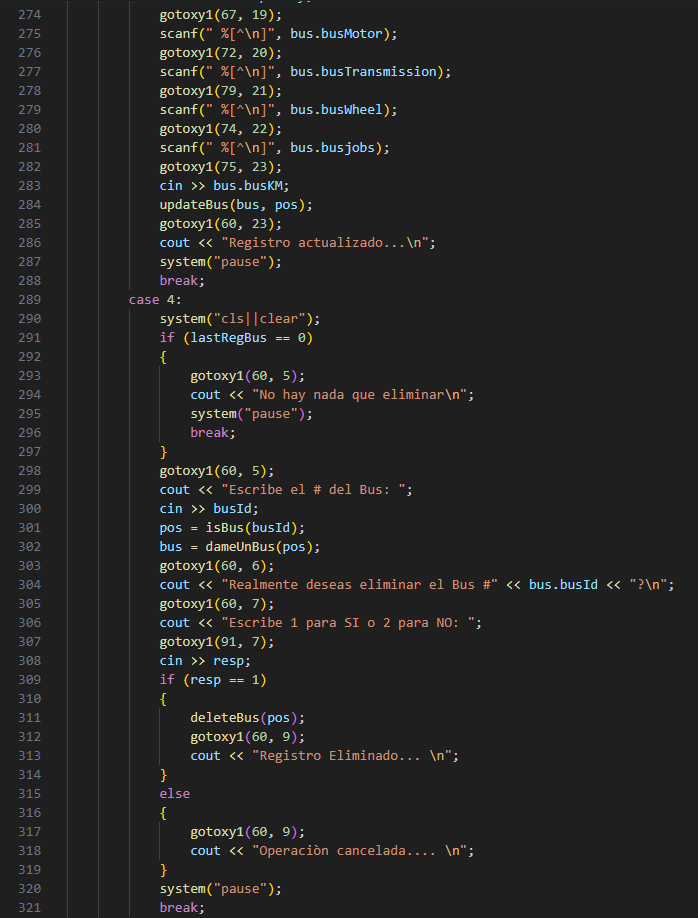 274 gotoxy1(67, 19);
275 scanf(" %[^\n]", bus.busMotor);
276 gotoxy1(72, 20);
277 scanf(" %[^\n]", bus.busTransmission);
278 gotoxy1(79, 21);
279 scanf(" %[^\n]", bus.busWheel);
280 gotoxy1(74, 22);
281 scanf(" %[^\n]", bus.busjobs);
282 gotoxy1(75, 23);
283 cin >> bus.busKM;
284 updateBus(bus, pos);
285 gotoxy1(60, 23);
286 cout << "Registro actualizado...\n";
287 system("pause");
288 break;
289 case 4:
290 system("cls||clear");
291 if (lastRegBus == 0)
292 {
293 gotoxy1(60, 5);
294 cout << "No hay nada que eliminar\n";
295 system("pause");
296 break;
297 }
298 gotoxy1(60, 5);
299 cout << "Escribe el # del Bus: ";
300 cin >> busId;
301 pos = isBus(busId);
302 bus = dameUnBus(pos);
303 gotoxy1(60, 6);
304 cout << "Realmente deseas eliminar el Bus #" << bus.busId << "?\n";
305 gotoxy1(60, 7);
306 cout << "Escribe 1 para SI o 2 para NO: ";
307 gotoxy1(91, 7);
308 cin >> resp;
309 if (resp == 1)
310 {
311 deleteBus(pos);
312 gotoxy1(60, 9);
313 cout << "Registro Eliminado... \n";
314 }
315 else
316 {
317 gotoxy1(60, 9);
318 cout << "Operaciòn cancelada.... \n";
319 }
320 system("pause");
321 break;